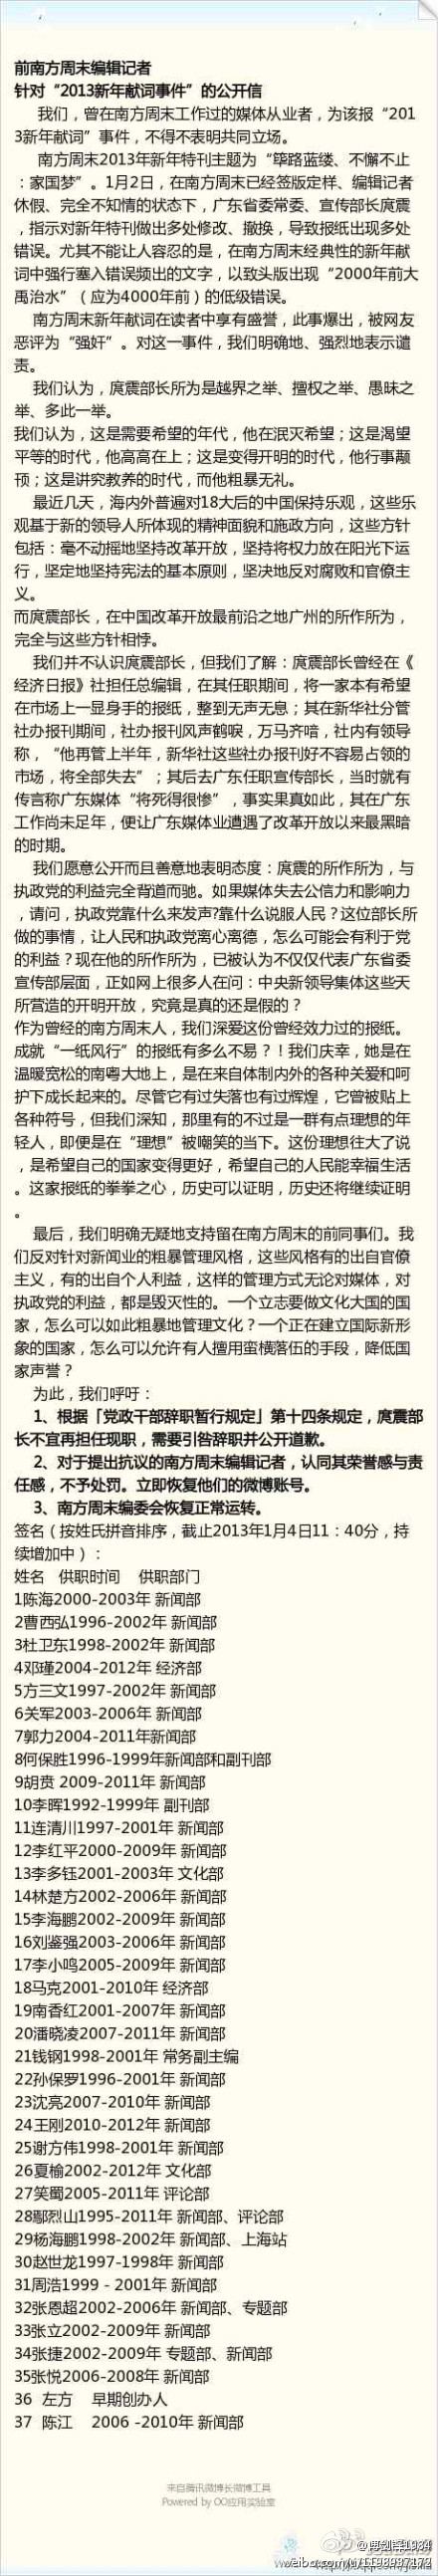 前南方周末编辑记者
针对“2013新年献词事件”的公开信
我们，曾在南方周末工作过的媒体从业者，为该报“201
3新年献词”事件，不得不表明共同立场。
南方周末2013年新年特刊主题为“筚路蓝缕、不懈不止
：家国梦”。1月2日，在南方周末已经签版定样、编辑记者
休假、完全不知情的状态下，广东省委常委、宣传部长庹震
，指示对新年特刊做出多处修改、撤换，导致报纸出现多处
错误。尤其不能让人容忍的是，在南方周末经典性的新年献
词中强行塞入错误频出的文字，以致头版出现“2000年前大
禹治水”（应为4000年前）的低级错误。
南方周末新年献词在读者中享有盛誉，此事爆出，被网友
恶评为“强奸”。对这一事件，我们明确地、强烈地表示谴
责。
我们认为，庹震部长所为是越界之举、擅权之举、愚昧之
举、多此一举。
我们认为，这是需要希望的年代，他在泯灭希望；这是渴望
平等的时代，他高高在上；这是变得开明的时代，他行事颟
顸；这是讲究教养的时代，而他粗暴无礼。
最近几天，海内外普遍对18大后的中国保持乐观，这些乐
观基于新的领导人所体现的精神面貌和施政方向，这些方针
包括：毫不动摇地坚持改革开放，坚持将权力放在阳光下运
行，坚定地坚持宪法的基本原则，坚决地反对腐败和官僚主
义。
而庹震部长，在中国改革开放最前沿之地广州的所作所为，
完全与这些方针相悖。
我们并不认识庹震部长，但我们了解：庹震部长曾经在《
经济日报》社担任总编辑，在其任职期间，将一家本有希望
在市场上一显身手的报纸，整到无声无息；其在新华社分管
社办报刊期间，社办报刊风声鹤唳，万马齐喑，社内有领导
称，“他再管上半年，新华社这些社办报刊好不容易占领的
市场，将全部失去”；其后去广东任职宣传部长，当时就有
传言称广东媒体“将死得很惨”，事实果真如此，其在广东
工作尚未足年，便让广东媒体业遭遇了改革开放以来最黑暗
的时期。
我们愿意公开而且善意地表明态度：庹震的所作所为，与
执政党的利益完全背道而驰。如果媒体失去公信力和影响力
，请问，执政党靠什么来发声?靠什么说服人民？这位部长所
做的事情，让人民和执政党离心离德，怎么可能会有利于党
的利益？现在他的所作所为，已被认为不仅仅代表广东省委
宣传部层面，正如网上很多人在问：中央新领导集体这些天
所营造的开明开放，究竟是真的还是假的？
作为曾经的南方周末人，我们深爱这份曾经效力过的报纸。
成就“一纸风行”的报纸有多么不易？！我们庆幸，她是在
温暖宽松的南粤大地上，是在来自体制内外的各种关爱和呵
护下成长起来的。尽管它有过失落也有过辉煌，它曾被贴上
各种符号，但我们深知，那里有的不过是一群有点理想的年
轻人，即便是在“理想”被嘲笑的当下。这份理想往大了说
，是希望自己的国家变得更好，希望自己的人民能幸福生活
。这家报纸的拳拳之心，历史可以证明，历史还将继续证明
。
最后，我们明确无疑地支持留在南方周末的前同事们。我
们反对针对新闻业的粗暴管理风格，这些风格有的出自官僚
主义，有的出自个人利益，这样的管理方式无论对媒体，对
执政党的利益，都是毁灭性的。一个立志要做文化大国的国
家，怎么可以如此粗暴地管理文化？一个正在建立国际新形
象的国家，怎么可以允许有人擅用蛮横落伍的手段，降低国
家声誉？
为此，我们呼吁：
1、根据「党政干部辞职暂行规定」第十四条规定，庹震部
长不宜再担任现职，需要引咎辞职并公开道歉。
2、对于提出抗议的南方周末编辑记者，认同其荣誉感与责
任感，不予处罚。立即恢复他们的微博账号。
3、南方周末编委会恢复正常运转。
签名（按姓氏拼音排序，截止2013年1月4日11：40分，持
续增加中）：
姓名 供职时间 供职部门
1陈海2000-2003年 新闻部
2曹西弘1996-2002年 新闻部
3杜卫东1998-2002年 新闻部
4邓瑾2004-2012年 经济部
5方三文1997-2002年 新闻部
6关军2003-2006年 新闻部
7郭力2004-2011年新闻部
8何保胜1996-1999年新闻部和副刊部
9胡贲 2009-2011年 新闻部
10李晖1992-1999年 副刊部
11连清川1997-2001年 新闻部
12李红平2000-2009年 新闻部
13李多钰2001-2003年 文化部
14林楚方2002-2006年 新闻部
15李海鹏2002-2009年 新闻部
16刘鉴强2003-2006年 新闻部
17李小鸣2005-2009年 新闻部
18马克2001-2010年 经济部
19南香红2001-2007年 新闻部
20潘晓凌2007-2011年 新闻部
21钱钢1998-2001年 常务副主编
22孙保罗1996-2001年 新闻部
23沈亮2007-2010年 新闻部
24王刚2010-2012年 新闻部
25谢方伟1998-2001年 新闻部
26夏榆2002-2012年 文化部
27笑蜀2005-2011年 评论部
28鄢烈山1995-2011年 新闻部、评论部
29杨海鹏1998-2002年 新闻部、上海站
30赵世龙1997-1998年 新闻部
31周浩1999 - 2001年 新闻部
32张恩超2002-2006年 新闻部、专题部
33张立2002-2009年 新闻部
34张捷2002-2009年 专题部、新闻部
35张悦2006-2008年 新闻部
36 左方 早期创办人
37 陈江 2006 -2010年 新闻部
来自腾讯微博长微博工具
Powered by OO应用实验室